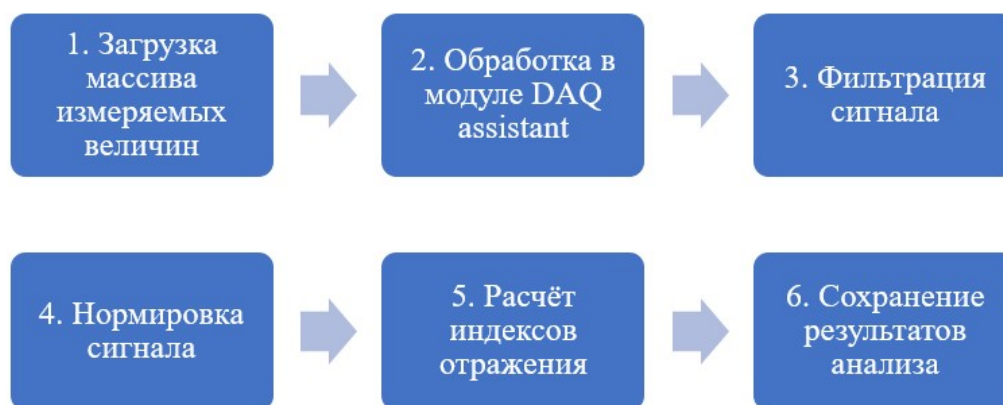 1. Загрузка
массива
измеряемых
величин
2. Обработка в
модуле DAQ
assistant
3. Фильтрация
сигнала
4. Нормировка
сигнала
5. Расчёт
индексов
отражения
6. Сохранение
результатов
анализа